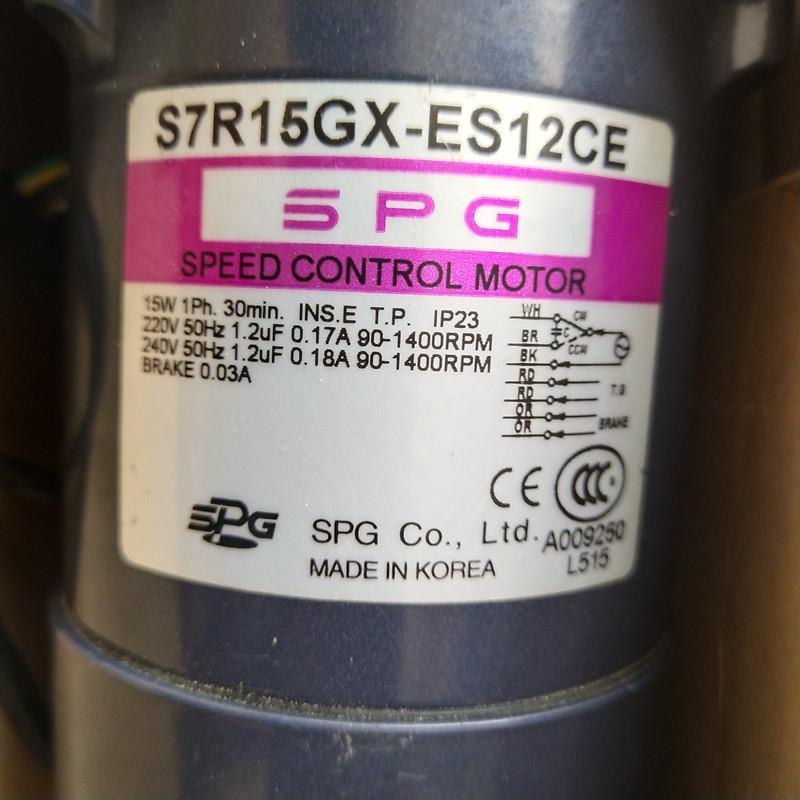 S7R15GX-ES12CE
SPG
SPEED CONTROL MOTOR
15W 1Ph. 30min. INS.E T.P. IP23
220V 50Hz 1.2uF 0.17A 90-1400RPM
240V 50Hz 1.2uF 0.18A 90-1400RPM
BRAKE 0.03A
WH
CW
C
BR
CCW
BK
RD
T.G
RD
OR
BRAKE
OR
CE CCC
SPG SPG Co., Ltd. A009250
MADE IN KOREA L515